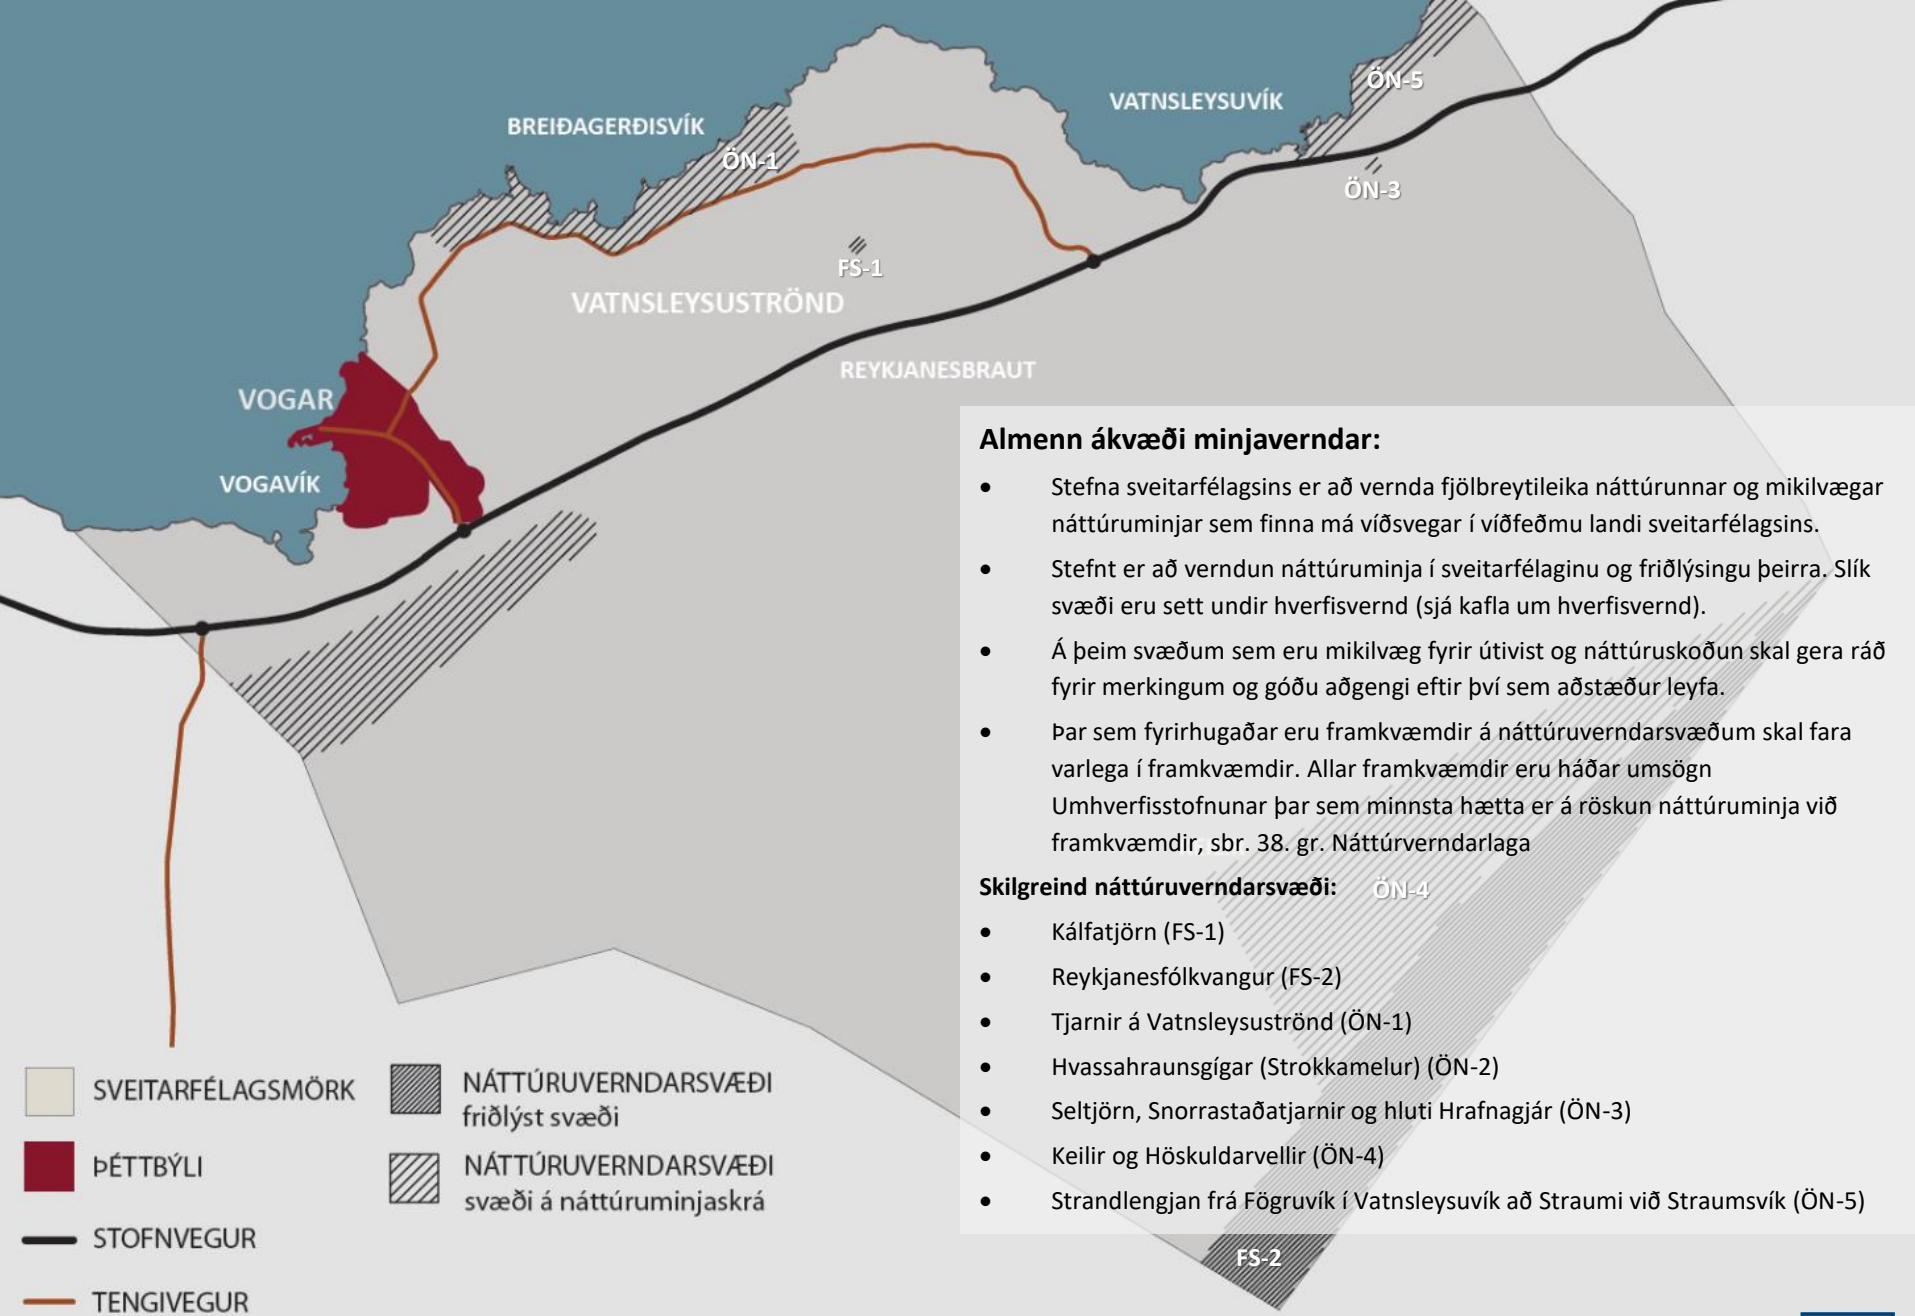 ÖN-5
VATNSLEYSUVÍK
BREIÐAGERÐISVÍK
ÖN-1
ÖN-3
FS-1
VATNSLEYSUSTRÖND
REYKJANESBRAUT
VOGAR
VOGAVÍK
Almenn ákvæði minjaverndar:
• Stefna sveitarfélagsins er að vernda fjölbreytileika náttúrunnar og mikilvægar
náttúruminjar sem finna má víðsvegar í víðfeðmu landi sveitarfélagsins.
• Stefnt er að verndun náttúruminja í sveitarfélaginu og friðlýsingu þeirra. Slík
svæði eru sett undir hverfisvernd (sjá kafla um hverfisvernd).
• Á þeim svæðum sem eru mikilvæg fyrir útivist og náttúruskoðun skal gera ráð
fyrir merkingum og góðu aðgengi eftir því sem aðstæður leyfa.
• Þar sem fyrirhugaðar eru framkvæmdir á náttúruverndarsvæðum skal fara
varlega í framkvæmdir. Allar framkvæmdir eru háðar umsögn
Umhverfisstofnunar þar sem minnsta hætta er á röskun náttúruminja við
framkvæmdir, sbr. 38. gr. Náttúrverndarlaga
Skilgreind náttúruverndarsvæði:
ÖN-4
• Kálfatjörn (FS-1)
• Reykjanesfólkvangur (FS-2)
• Tjarnir á Vatnsleysuströnd (ÖN-1)
• Hvassahraunsgígar (Strokkamelur) (ÖN-2)
• Seltjörn, Snorrastaðatjarnir og hluti Hrafnagjár (ÖN-3)
• Keilir og Höskuldarvellir (ÖN-4)
• Strandlengjan frá Fögruvík í Vatnsleysuvík að Straumi við Straumsvík (ÖN-5)
FS-2
SVEITARFÉLAGSMÖRK
ÞÉTTBÝLI
STOFNVEGUR
TENGIVEGUR
NÁTTÚRUVERNDARSVÆÐI
friðlýst svæði
NÁTTÚRUVERNDARSVÆÐI
svæði á náttúruminjaskrá